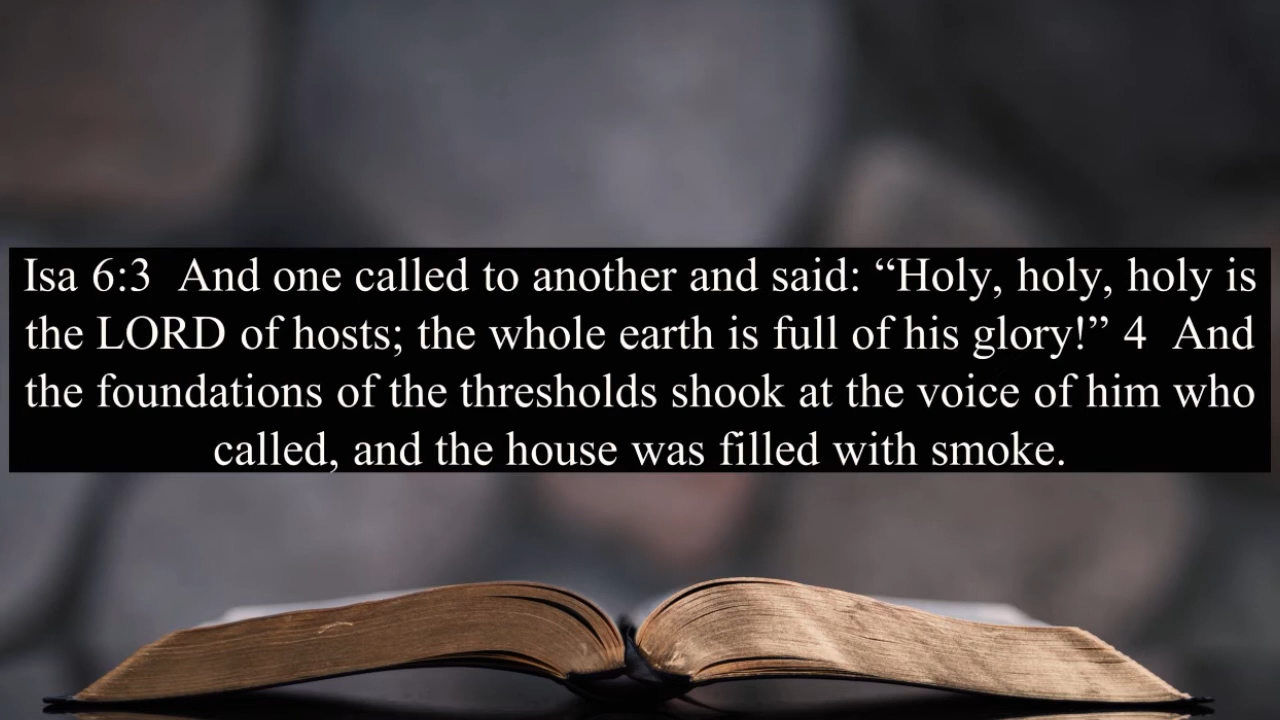 Isa 6:3  And one called to another and said: “Holy, holy, holy is
the LORD of hosts; the whole earth is full of his glory!” 4  And
the foundations of the thresholds shook at the voice of him who
called, and the house was filled with smoke.